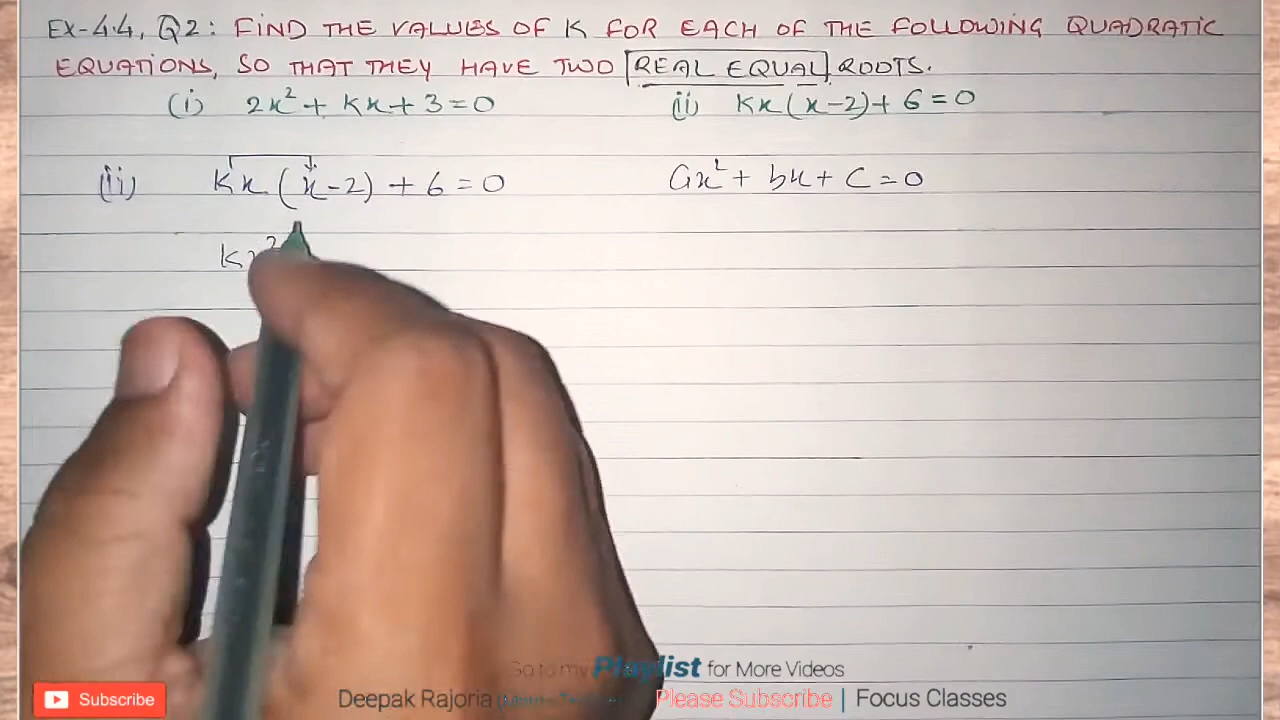 EX-4.4, Q2: FIND THE VALUES OF K FOR EACH OF THE FOLLOWING QUADRATIC
EQUATIONS, SO THAT THEY HAVE TWO REAL EQUAL ROOTS.
(i) 2x² + kx + 3 = 0 (ii) kx(x-2) + 6 = 0
(ii) kx (x-2) + 6 = 0 ax² + bx + c = 0
kx²
Go to my Playlist for More Videos
Subscribe Deepak Rajoria Please Subscribe | Focus Classes